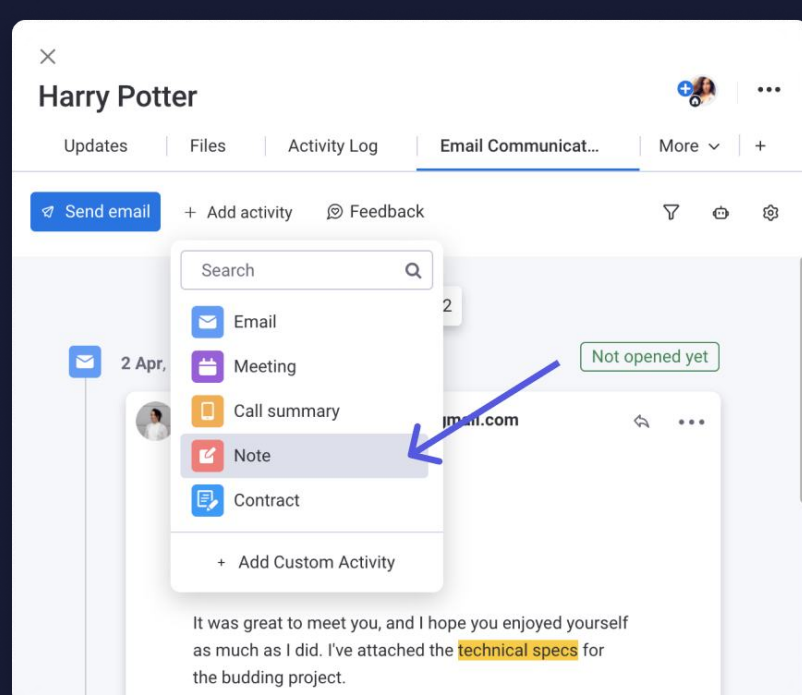 Harry Potter
Updates Files Activity Log Email Communicat... More +
Send email + Add activity Feedback
Search
2
Email
2 Apr, Not opened yet
Meeting
Call summary
gmail.com
Note
Contract
+ Add Custom Activity
It was great to meet you, and I hope you enjoyed yourself
as much as I did. I've attached the technical specs for
the budding project.